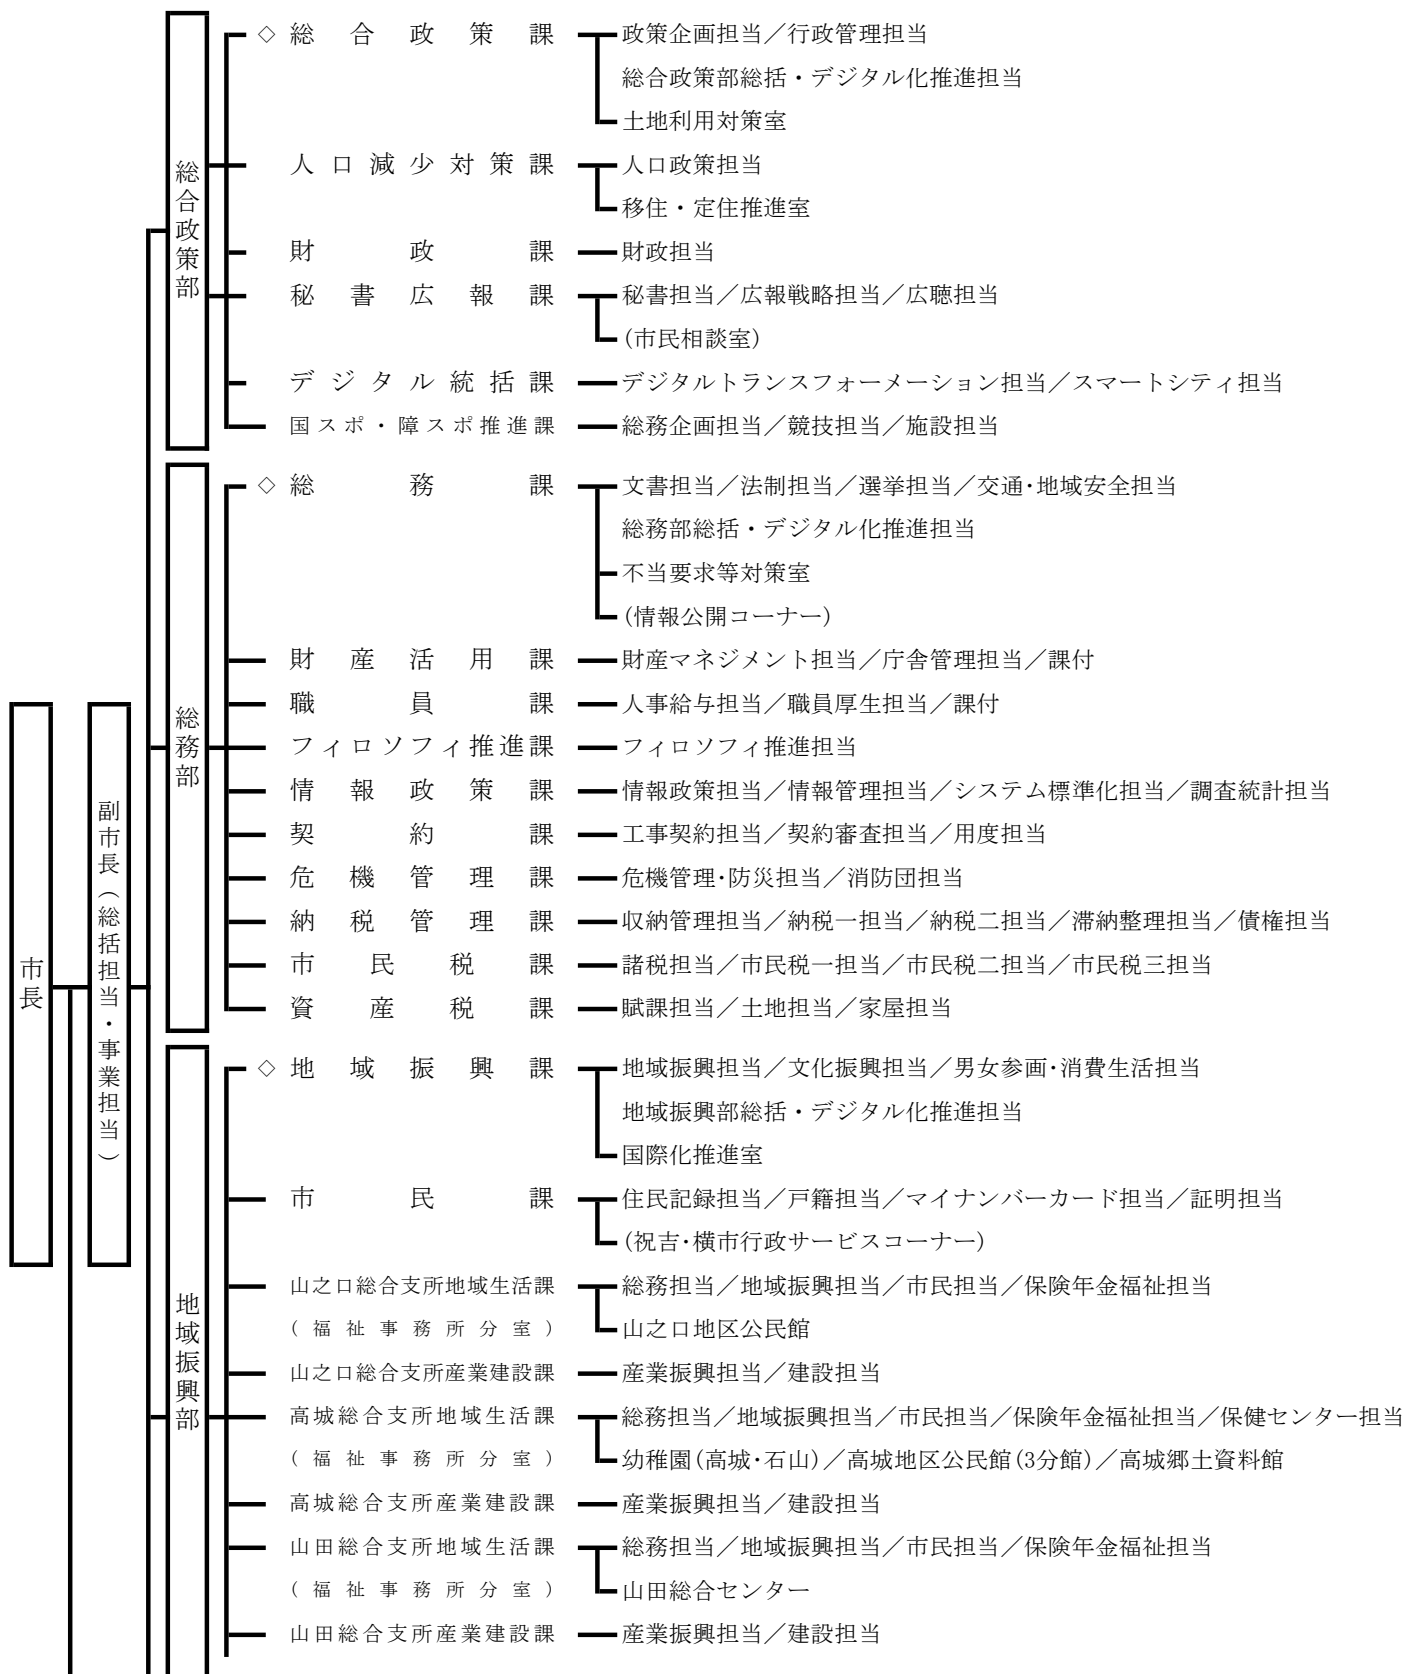 市長
副市長（総括担当・事業担当）
総合政策部
◇ 総合政策課 政策企画担当／行政管理担当
総合政策部総括・デジタル化推進担当
土地利用対策室
人口減少対策課 人口政策担当
移住・定住推進室
財政課 財政担当
秘書広報課 秘書担当／広報戦略担当／広聴担当
(市民相談室)
デジタル統括課 デジタルトランスフォーメーション担当／スマートシティ担当
国スポ・障スポ推進課 総務企画担当／競技担当／施設担当
総務部
◇ 総務課 文書担当／法制担当／選挙担当／交通・地域安全担当
総務部総括・デジタル化推進担当
不当要求等対策室
(情報公開コーナー)
財産活用課 財産マネジメント担当／庁舎管理担当／課付
職員課 人事給与担当／職員厚生担当／課付
フィロソフィ推進課 フィロソフィ推進担当
情報政策課 情報政策担当／情報管理担当／システム標準化担当／調査統計担当
契約課 工事契約担当／契約審査担当／用度担当
危機管理課 危機管理・防災担当／消防団担当
納税管理課 収納管理担当／納税一担当／納税二担当／滞納整理担当／債権担当
市民税課 諸税担当／市民税一担当／市民税二担当／市民税三担当
資産税課 賦課担当／土地担当／家屋担当
地域振興部
◇ 地域振興課 地域振興担当／文化振興担当／男女参画・消費生活担当
地域振興部総括・デジタル化推進担当
国際化推進室
市民課 住民記録担当／戸籍担当／マイナンバーカード担当／証明担当
(祝吉・横市行政サービスコーナー)
山之口総合支所地域生活課 総務担当／地域振興担当／市民担当／保険年金福祉担当
(福祉事務所分室) 山之口地区公民館
山之口総合支所産業建設課 産業振興担当／建設担当
高城総合支所地域生活課 総務担当／地域振興担当／市民担当／保険年金福祉担当／保健センター担当
(福祉事務所分室) 幼稚園(高城・石山)／高城地区公民館(3分館)／高城郷土資料館
高城総合支所産業建設課 産業振興担当／建設担当
山田総合支所地域生活課 総務担当／地域振興担当／市民担当／保険年金福祉担当
(福祉事務所分室) 山田総合センター
山田総合支所産業建設課 産業振興担当／建設担当